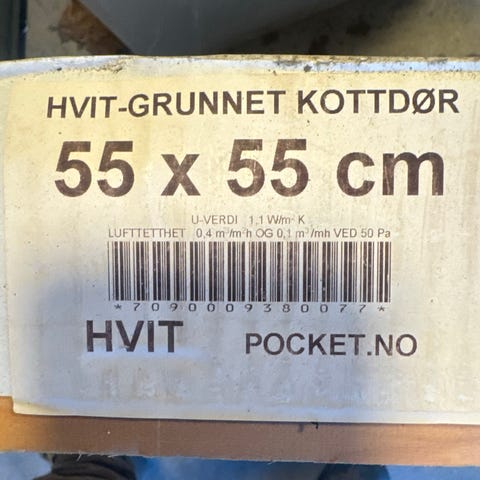 HVIT-GRUNNET KOTTDØR
55 x 55 cm
U-VERDI 1,1 W/m² K
LUFTTETTHET 0,4 m³/m²h OG 0,1 m³/mh VED 50 Pa
*7090009380077*
HVIT POCKET.NO